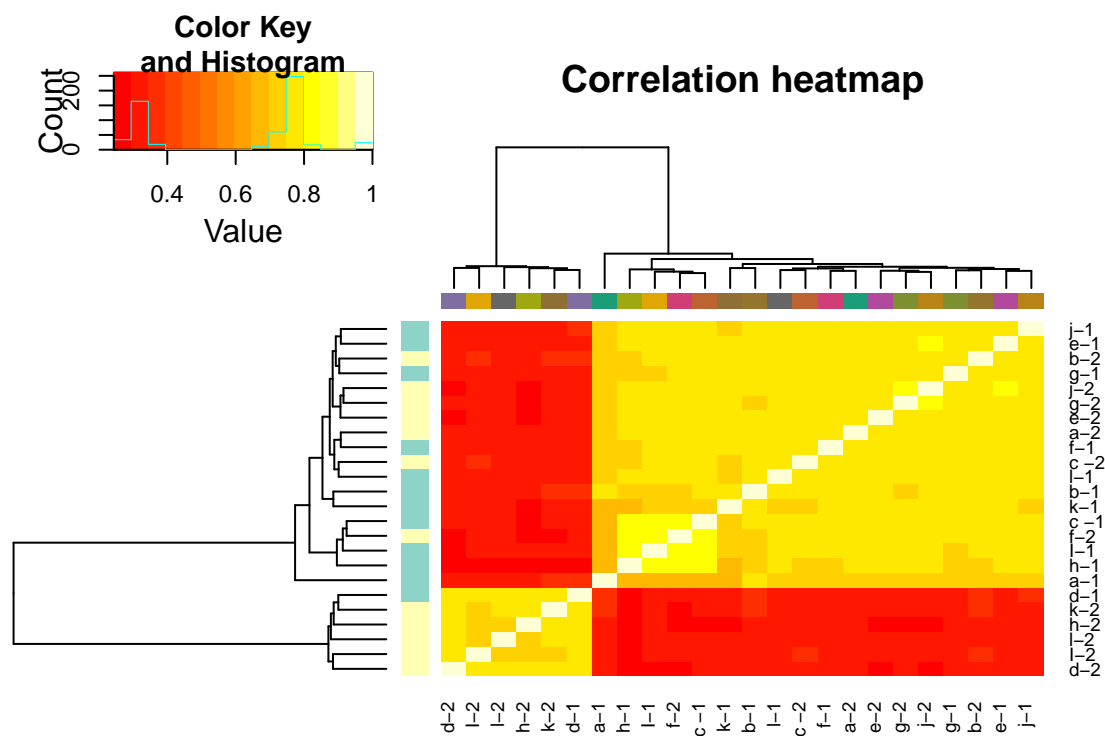 Color Key
and Histogram
Count
0
200
0.4 0.6 0.8 1
Value
Correlation heatmap
j−1
e−1
b−2
g−1
j−2
g−2
e−2
a−2
f−1
c −2
l−1
b−1
k−1
c −1
f−2
l−1
h−1
a−1
d−1
k−2
h−2
l−2
l−2
d−2
d−2 l−2 l−2 h−2 k−2 d−1 a−1 h−1 l−1 f−2 c −1 k−1 b−1 l−1 c −2 f−1 a−2 e−2 g−2 j−2 g−1 b−2 e−1 j−1